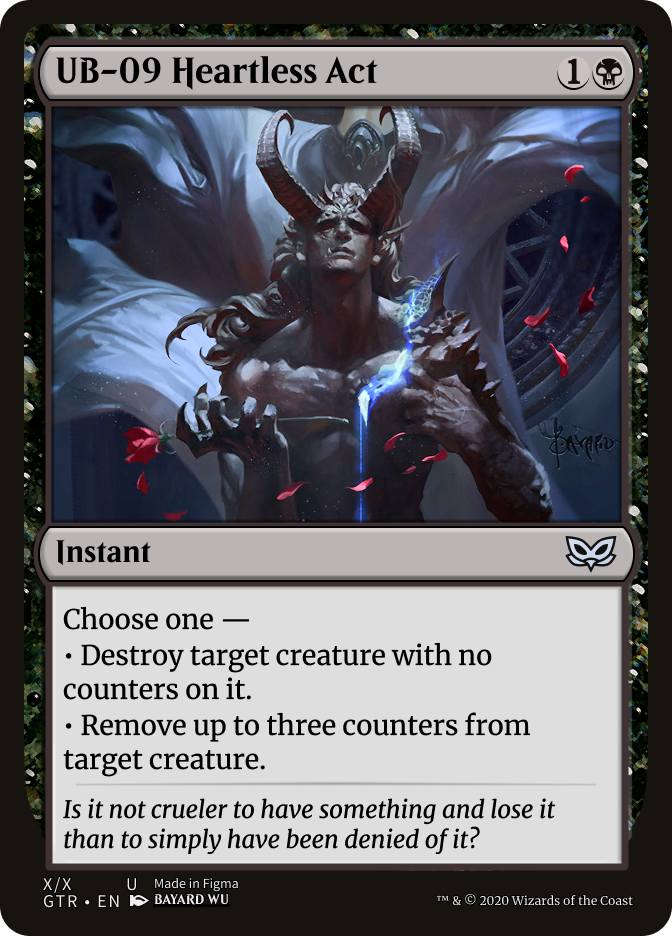 UB-09 Heartless Act
1
BAYARD
Instant
Choose one —
• Destroy target creature with no
counters on it.
• Remove up to three counters from
target creature.
Is it not crueler to have something and lose it
than to simply have been denied of it?
X/X U Made in Figma
GTR • EN BAYARD WU
™ & © 2020 Wizards of the Coast